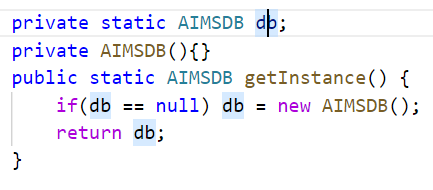 private static AIMSDB db;
private AIMSDB(){}
public static AIMSDB getInstance() {
    if(db == null) db = new AIMSDB();
    return db;
}